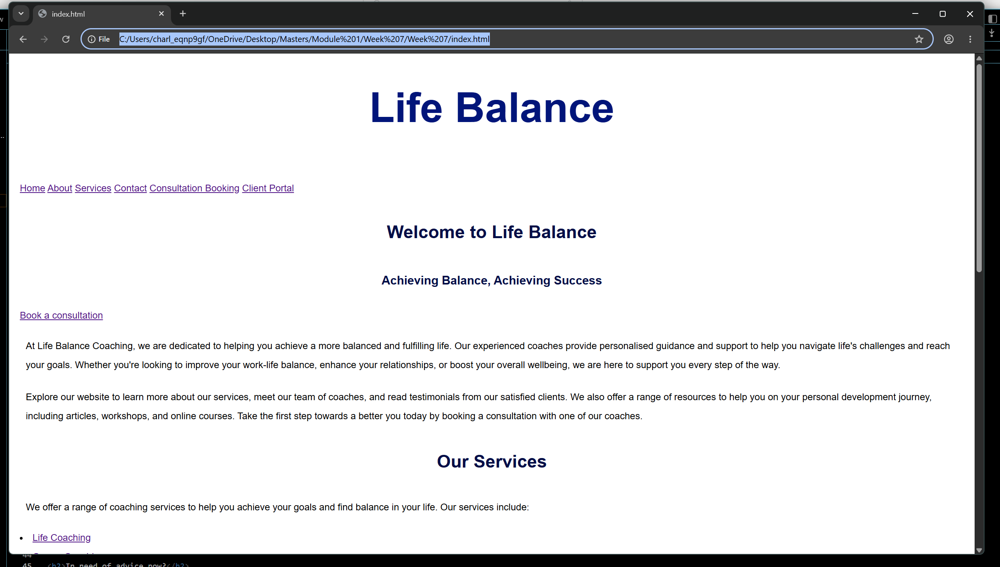 index.html
File C:/Users/charl_eqnp9gf/OneDrive/Desktop/Masters/Module%201/Week%207/Week%207/index.html
Life Balance
Home About Services Contact Consultation Booking Client Portal
Welcome to Life Balance
Achieving Balance, Achieving Success
Book a consultation
At Life Balance Coaching, we are dedicated to helping you achieve a more balanced and fulfilling life. Our experienced coaches provide personalised guidance and support to help you navigate life's challenges and reach
your goals. Whether you're looking to improve your work-life balance, enhance your relationships, or boost your overall wellbeing, we are here to support you every step of the way.
Explore our website to learn more about our services, meet our team of coaches, and read testimonials from our satisfied clients. We also offer a range of resources to help you on your personal development journey,
including articles, workshops, and online courses. Take the first step towards a better you today by booking a consultation with one of our coaches.
Our Services
We offer a range of coaching services to help you achieve your goals and find balance in your life. Our services include:
Life Coaching
44
45 <h2>In need of advice now?</h2>